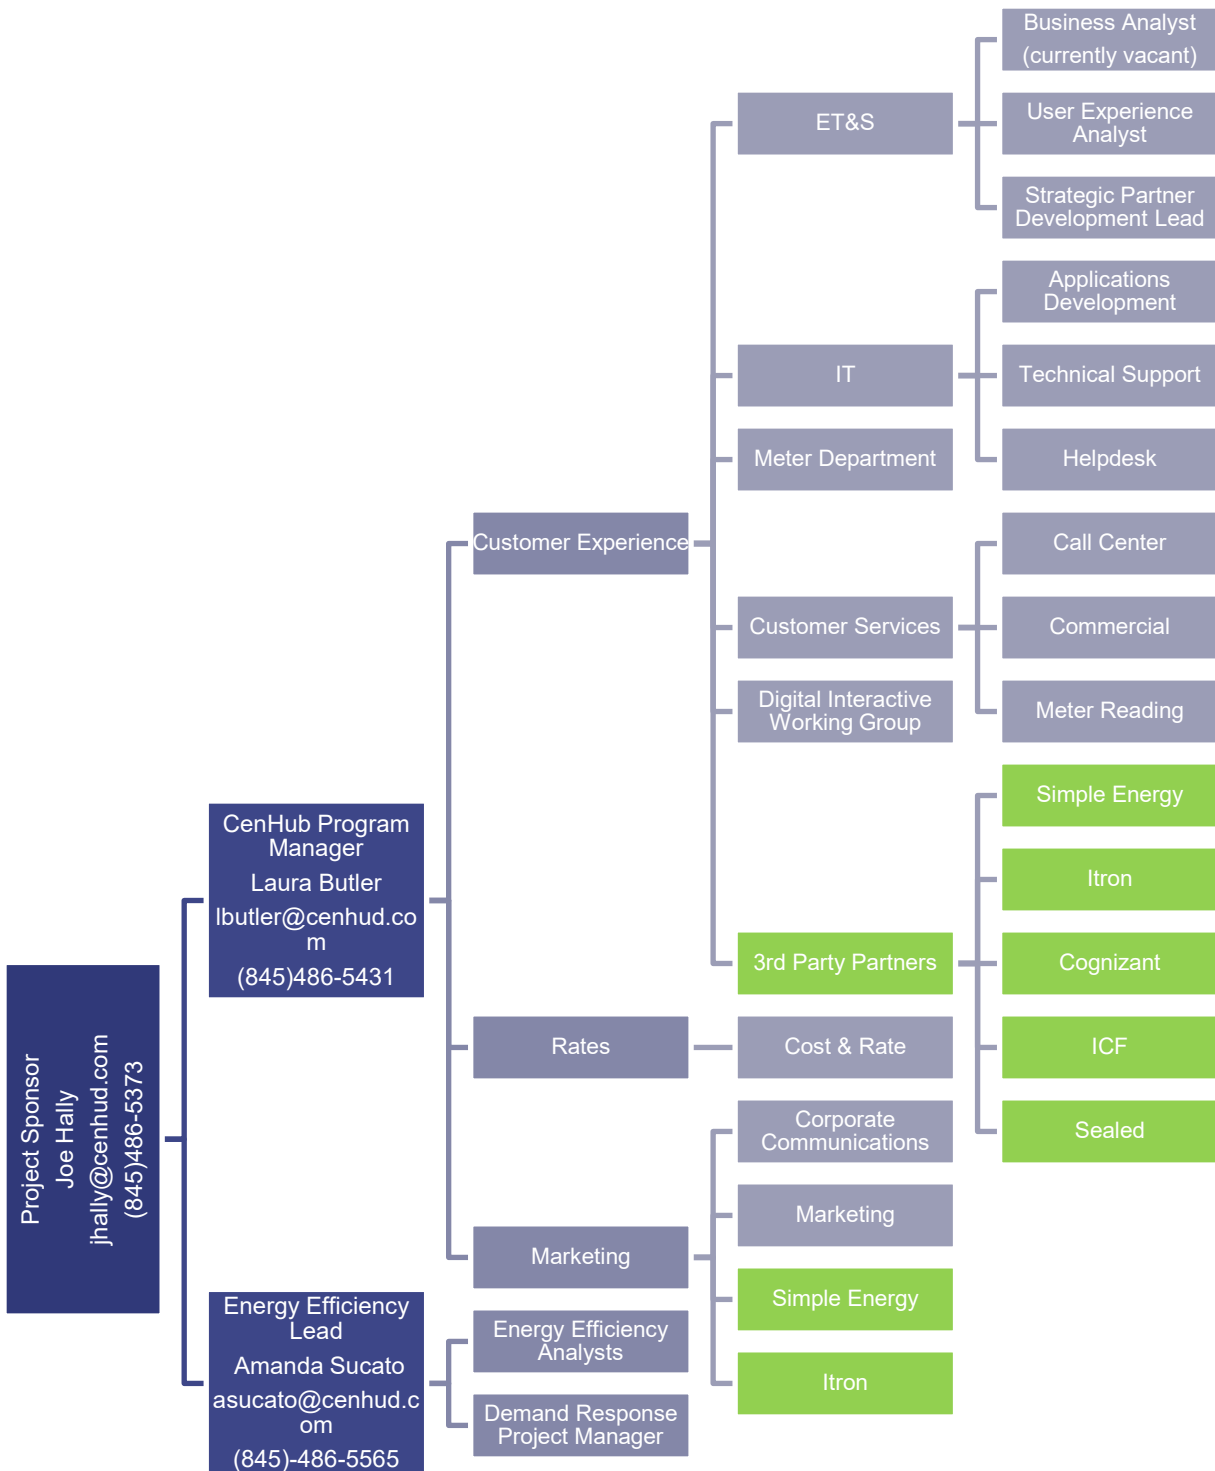 Project Sponsor
Joe Hally
jhally@cenhud.com
(845)486-5373
CenHub Program
Manager
Laura Butler
lbutler@cenhud.co
m
(845)486-5431
Customer Experience
ET&S
Business Analyst
(currently vacant)
User Experience
Analyst
Strategic Partner
Development Lead
IT
Applications
Development
Technical Support
Helpdesk
Meter Department
Customer Services
Call Center
Commercial
Meter Reading
Digital Interactive
Working Group
3rd Party Partners
Simple Energy
Itron
Cognizant
ICF
Sealed
Rates
Cost & Rate
Marketing
Corporate
Communications
Marketing
Simple Energy
Itron
Energy Efficiency
Lead
Amanda Sucato
asucato@cenhud.c
om
(845)-486-5565
Energy Efficiency
Analysts
Demand Response
Project Manager